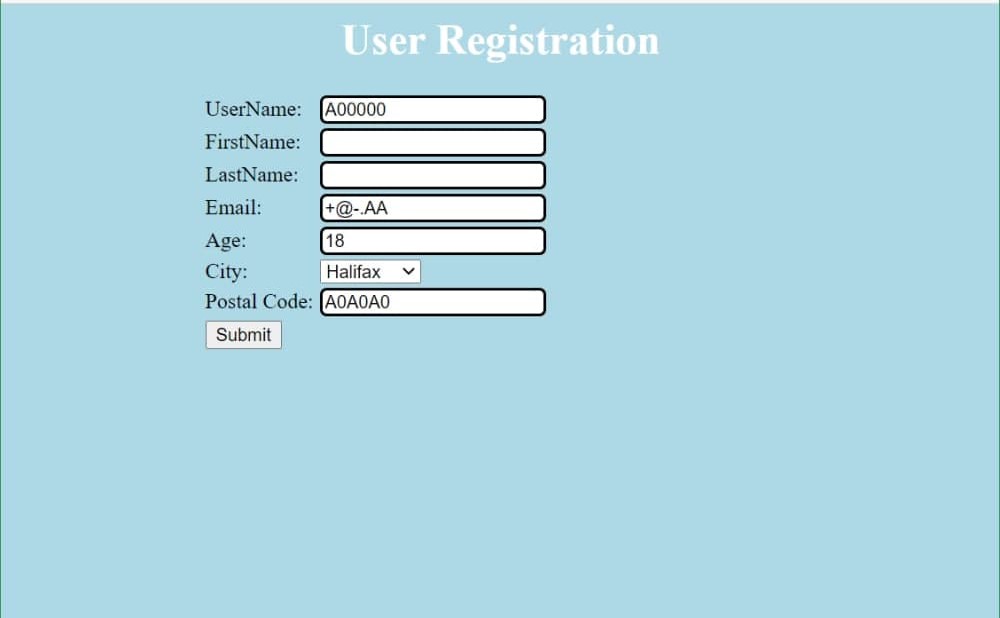 User Registration
UserName: A00000
FirstName:
LastName:
Email: +@-.AA
Age: 18
City: Halifax
Postal Code: A0A0A0
Submit